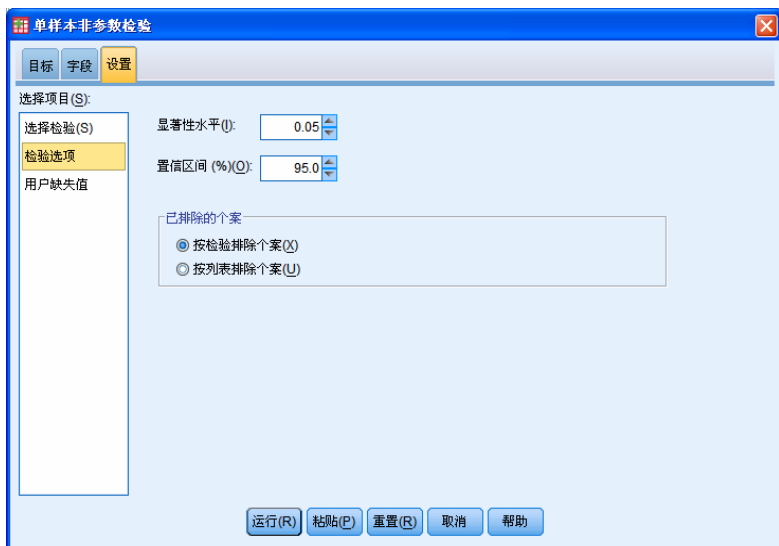 单样本非参数检验
目标 字段 设置
选择项目(S):
选择检验(S)
检验选项
用户缺失值
显著性水平(I): 0.05
置信区间 (%)(O): 95.0
已排除的个案
按检验排除个案(X)
按列表排除个案(U)
运行(R) 粘贴(P) 重置(R) 取消 帮助